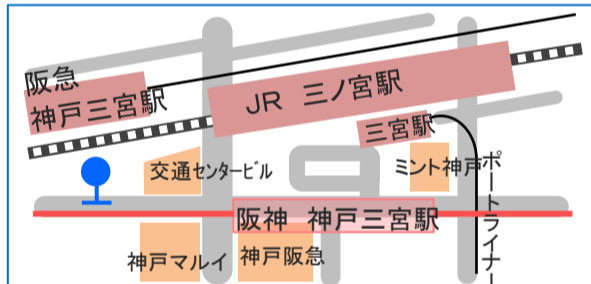 阪急
神戸三宮駅
JR 三ノ宮駅
三宮駅
交通センタービル
ミント神戸
ポートライナー
阪神 神戸三宮駅
神戸マルイ
神戸阪急